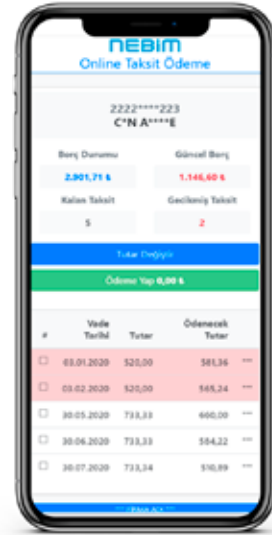 NEBIM
Online Taksit Ödeme
2222****223
C*N A****E
Borç Durumu Güncel Borç
2.901,71 ₺ 1.146,60 ₺
Kalan Taksit Gecikmiş Taksit
5 2
Tutar Değiştir
Ödeme Yap 0,00 ₺
# Vade Tarihi Tutar Ödenecek Tutar
03.01.2020 520,00 581,36 ...
03.02.2020 520,00 565,24 ...
30.05.2020 733,33 660,00 ...
30.06.2020 733,33 584,22 ...
30.07.2020 733,34 510,89 ...